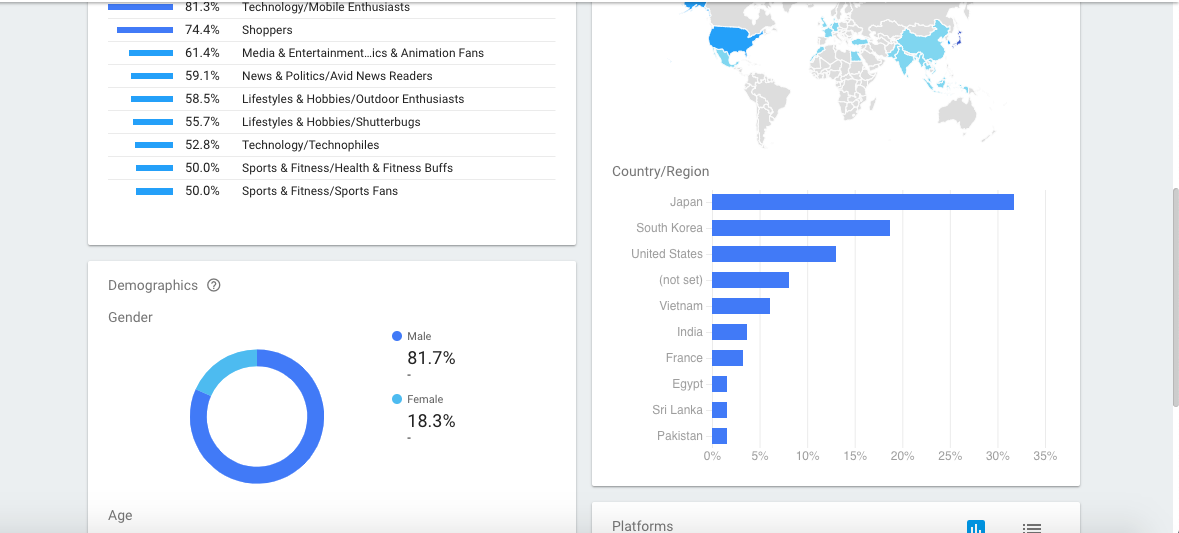 81.3% Technology/Mobile Enthusiasts
74.4% Shoppers
61.4% Media & Entertainment...ics & Animation Fans
59.1% News & Politics/Avid News Readers
58.5% Lifestyles & Hobbies/Outdoor Enthusiasts
55.7% Lifestyles & Hobbies/Shutterbugs
52.8% Technology/Technophiles
50.0% Sports & Fitness/Health & Fitness Buffs
50.0% Sports & Fitness/Sports Fans
Demographics ?
Gender
Male
81.7%
-
Female
18.3%
-
Age
Country/Region
Japan
South Korea
United States
(not set)
Vietnam
India
France
Egypt
Sri Lanka
Pakistan
0% 5% 10% 15% 20% 25% 30% 35%
Platforms